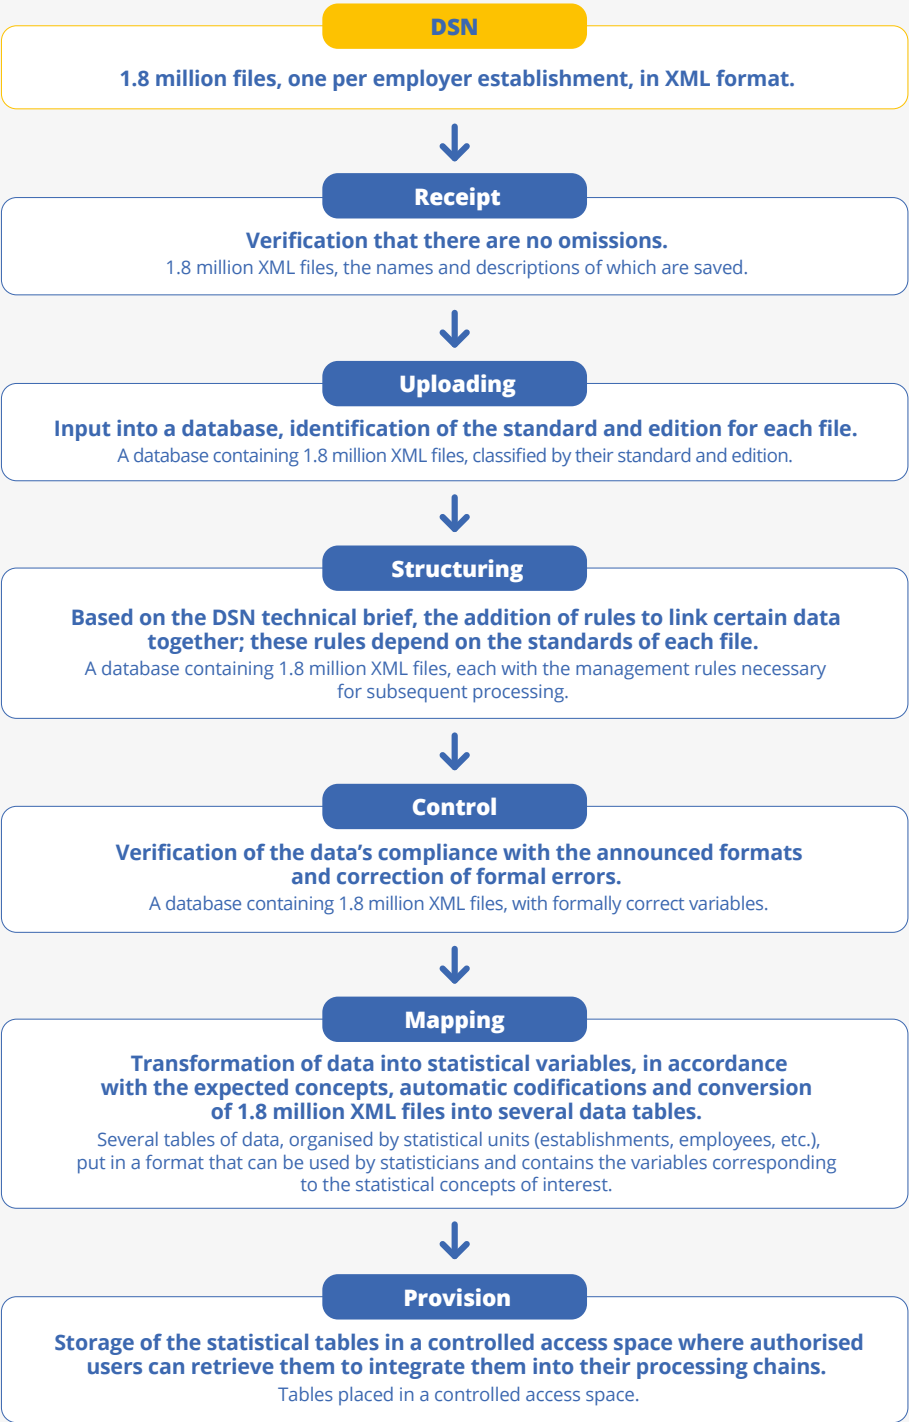 DSN
1.8 million files, one per employer establishment, in XML format.
Receipt
Verification that there are no omissions.
1.8 million XML files, the names and descriptions of which are saved.
Uploading
Input into a database, identification of the standard and edition for each file.
A database containing 1.8 million XML files, classified by their standard and edition.
Structuring
Based on the DSN technical brief, the addition of rules to link certain data
together; these rules depend on the standards of each file.
A database containing 1.8 million XML files, each with the management rules necessary
for subsequent processing.
Control
Verification of the data’s compliance with the announced formats
and correction of formal errors.
A database containing 1.8 million XML files, with formally correct variables.
Mapping
Transformation of data into statistical variables, in accordance
with the expected concepts, automatic codifications and conversion
of 1.8 million XML files into several data tables.
Several tables of data, organised by statistical units (establishments, employees, etc.),
put in a format that can be used by statisticians and contains the variables corresponding
to the statistical concepts of interest.
Provision
Storage of the statistical tables in a controlled access space where authorised
users can retrieve them to integrate them into their processing chains.
Tables placed in a controlled access space.